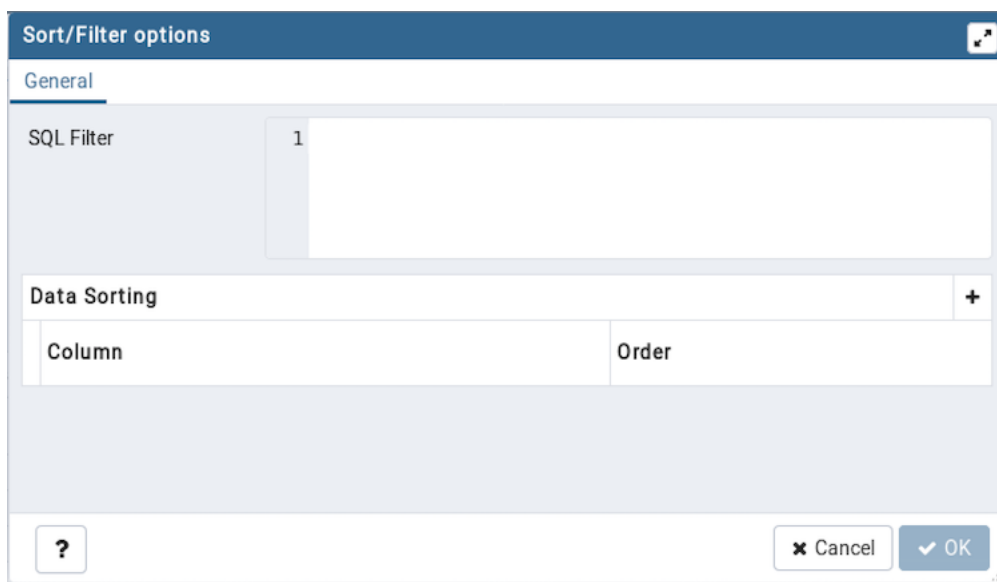 Sort/Filter options
General
SQL Filter
1
Data Sorting
+
Column Order
?
Cancel
OK